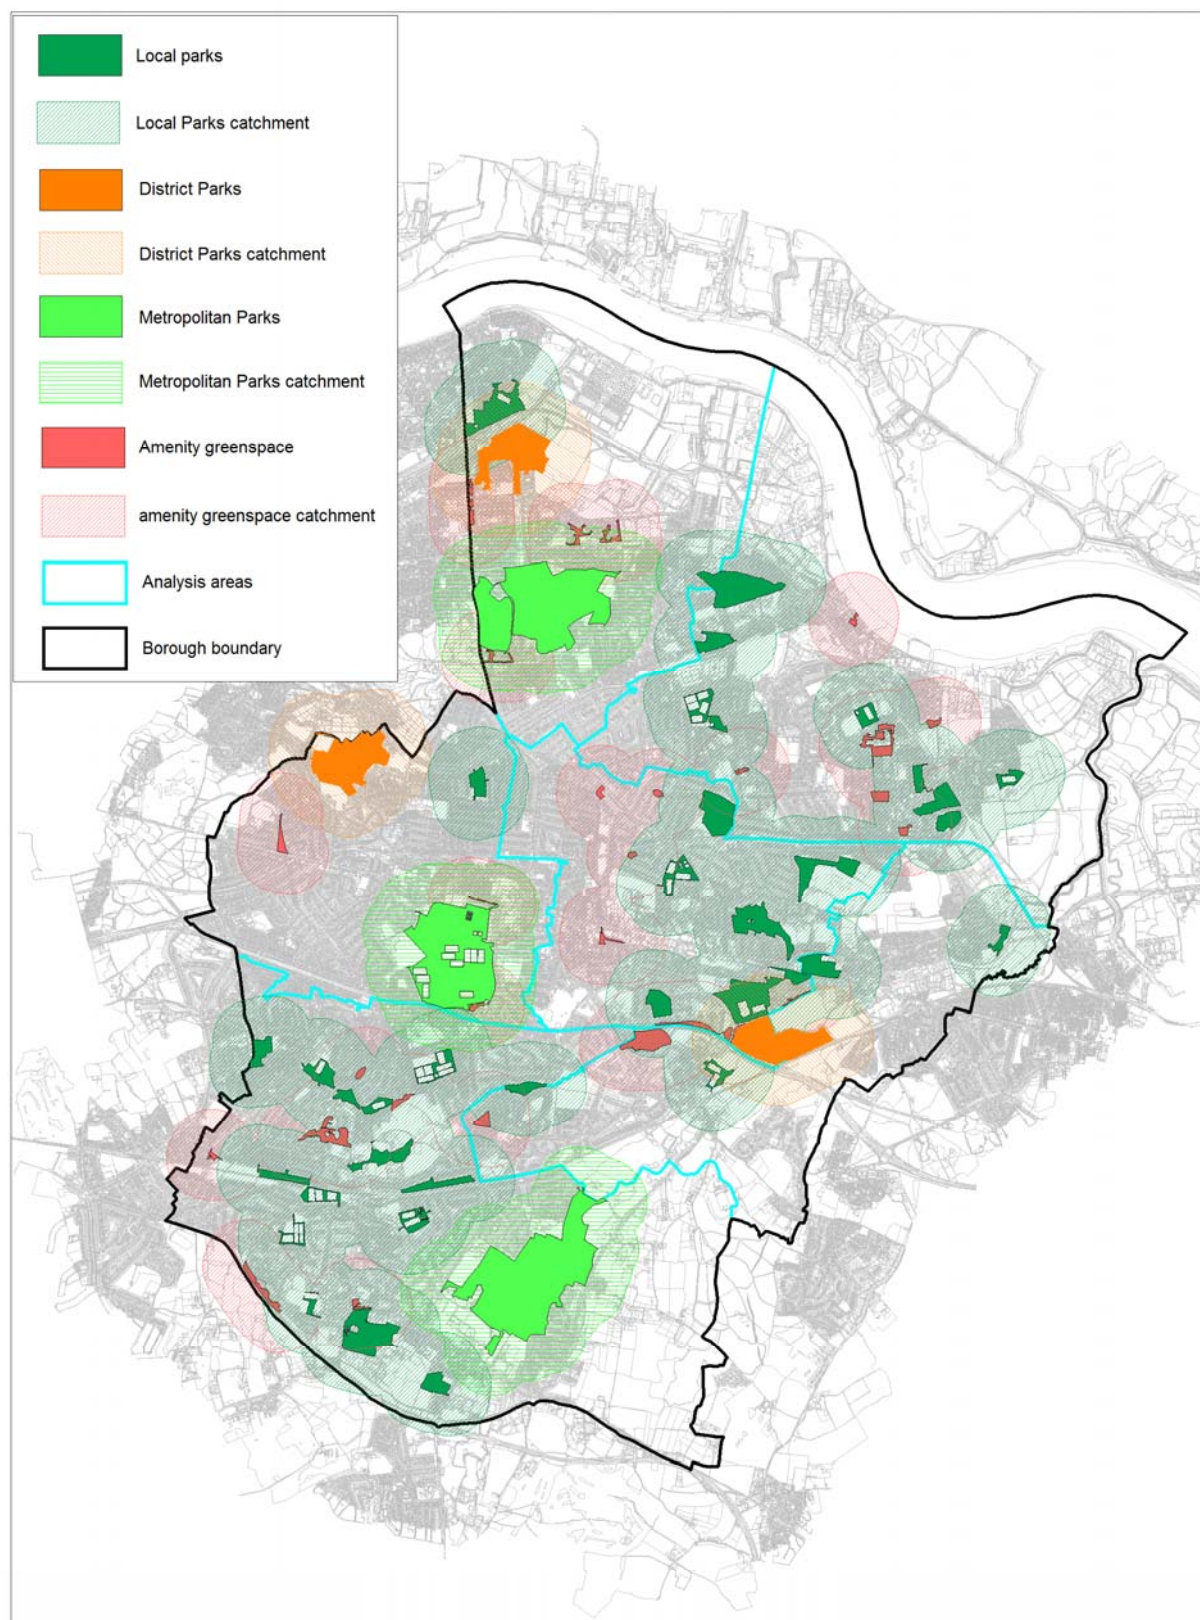 Local parks
Local Parks catchment
District Parks
District Parks catchment
Metropolitan Parks
Metropolitan Parks catchment
Amenity greenspace
amenity greenspace catchment
Analysis areas
Borough boundary